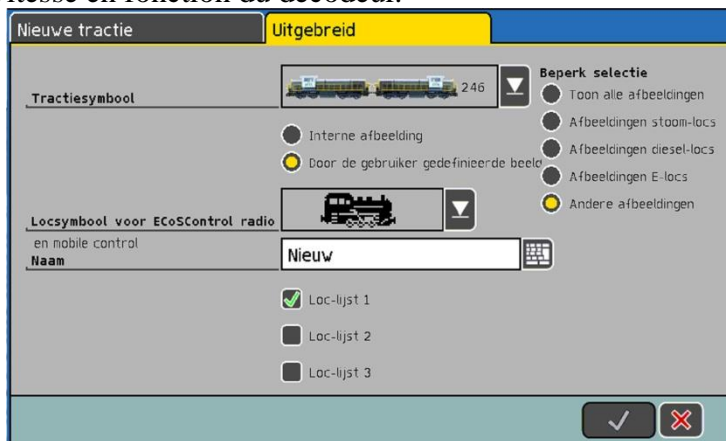 itesse en fonction du décodeur.
Nieuwe tractie
Uitgebreid
Tractiesymbool
246
Beperk selectie
Toon alle afbeeldingen
Afbeeldingen stoom-locs
Afbeeldingen diesel-locs
Afbeeldingen E-locs
Andere afbeeldingen
Interne afbeelding
Door de gebruiker gedefinieerde beeld
Locsymbool voor ECoSControl radio
en mobile control
Naam
Nieuw
Loc-lijst 1
Loc-lijst 2
Loc-lijst 3